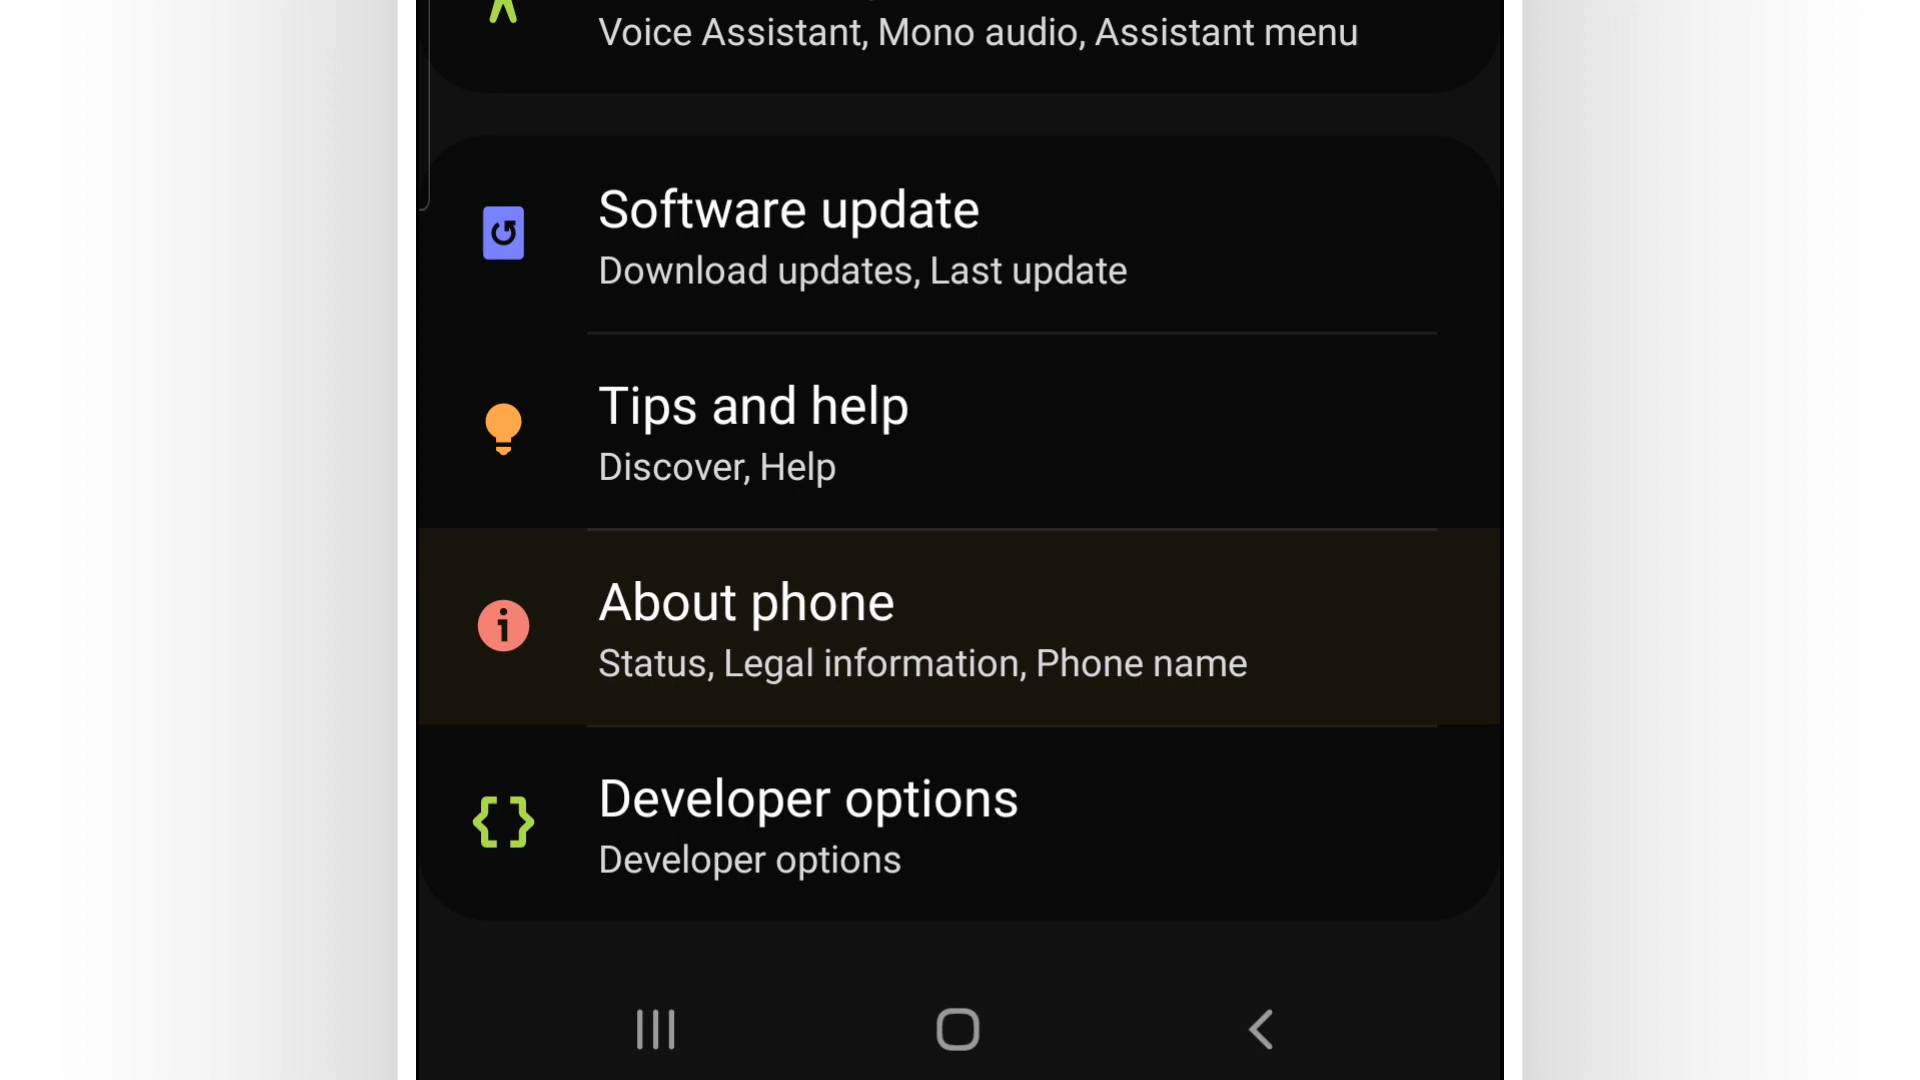 Voice Assistant, Mono audio, Assistant menu
Software update
Download updates, Last update
Tips and help
Discover, Help
About phone
Status, Legal information, Phone name
Developer options
Developer options